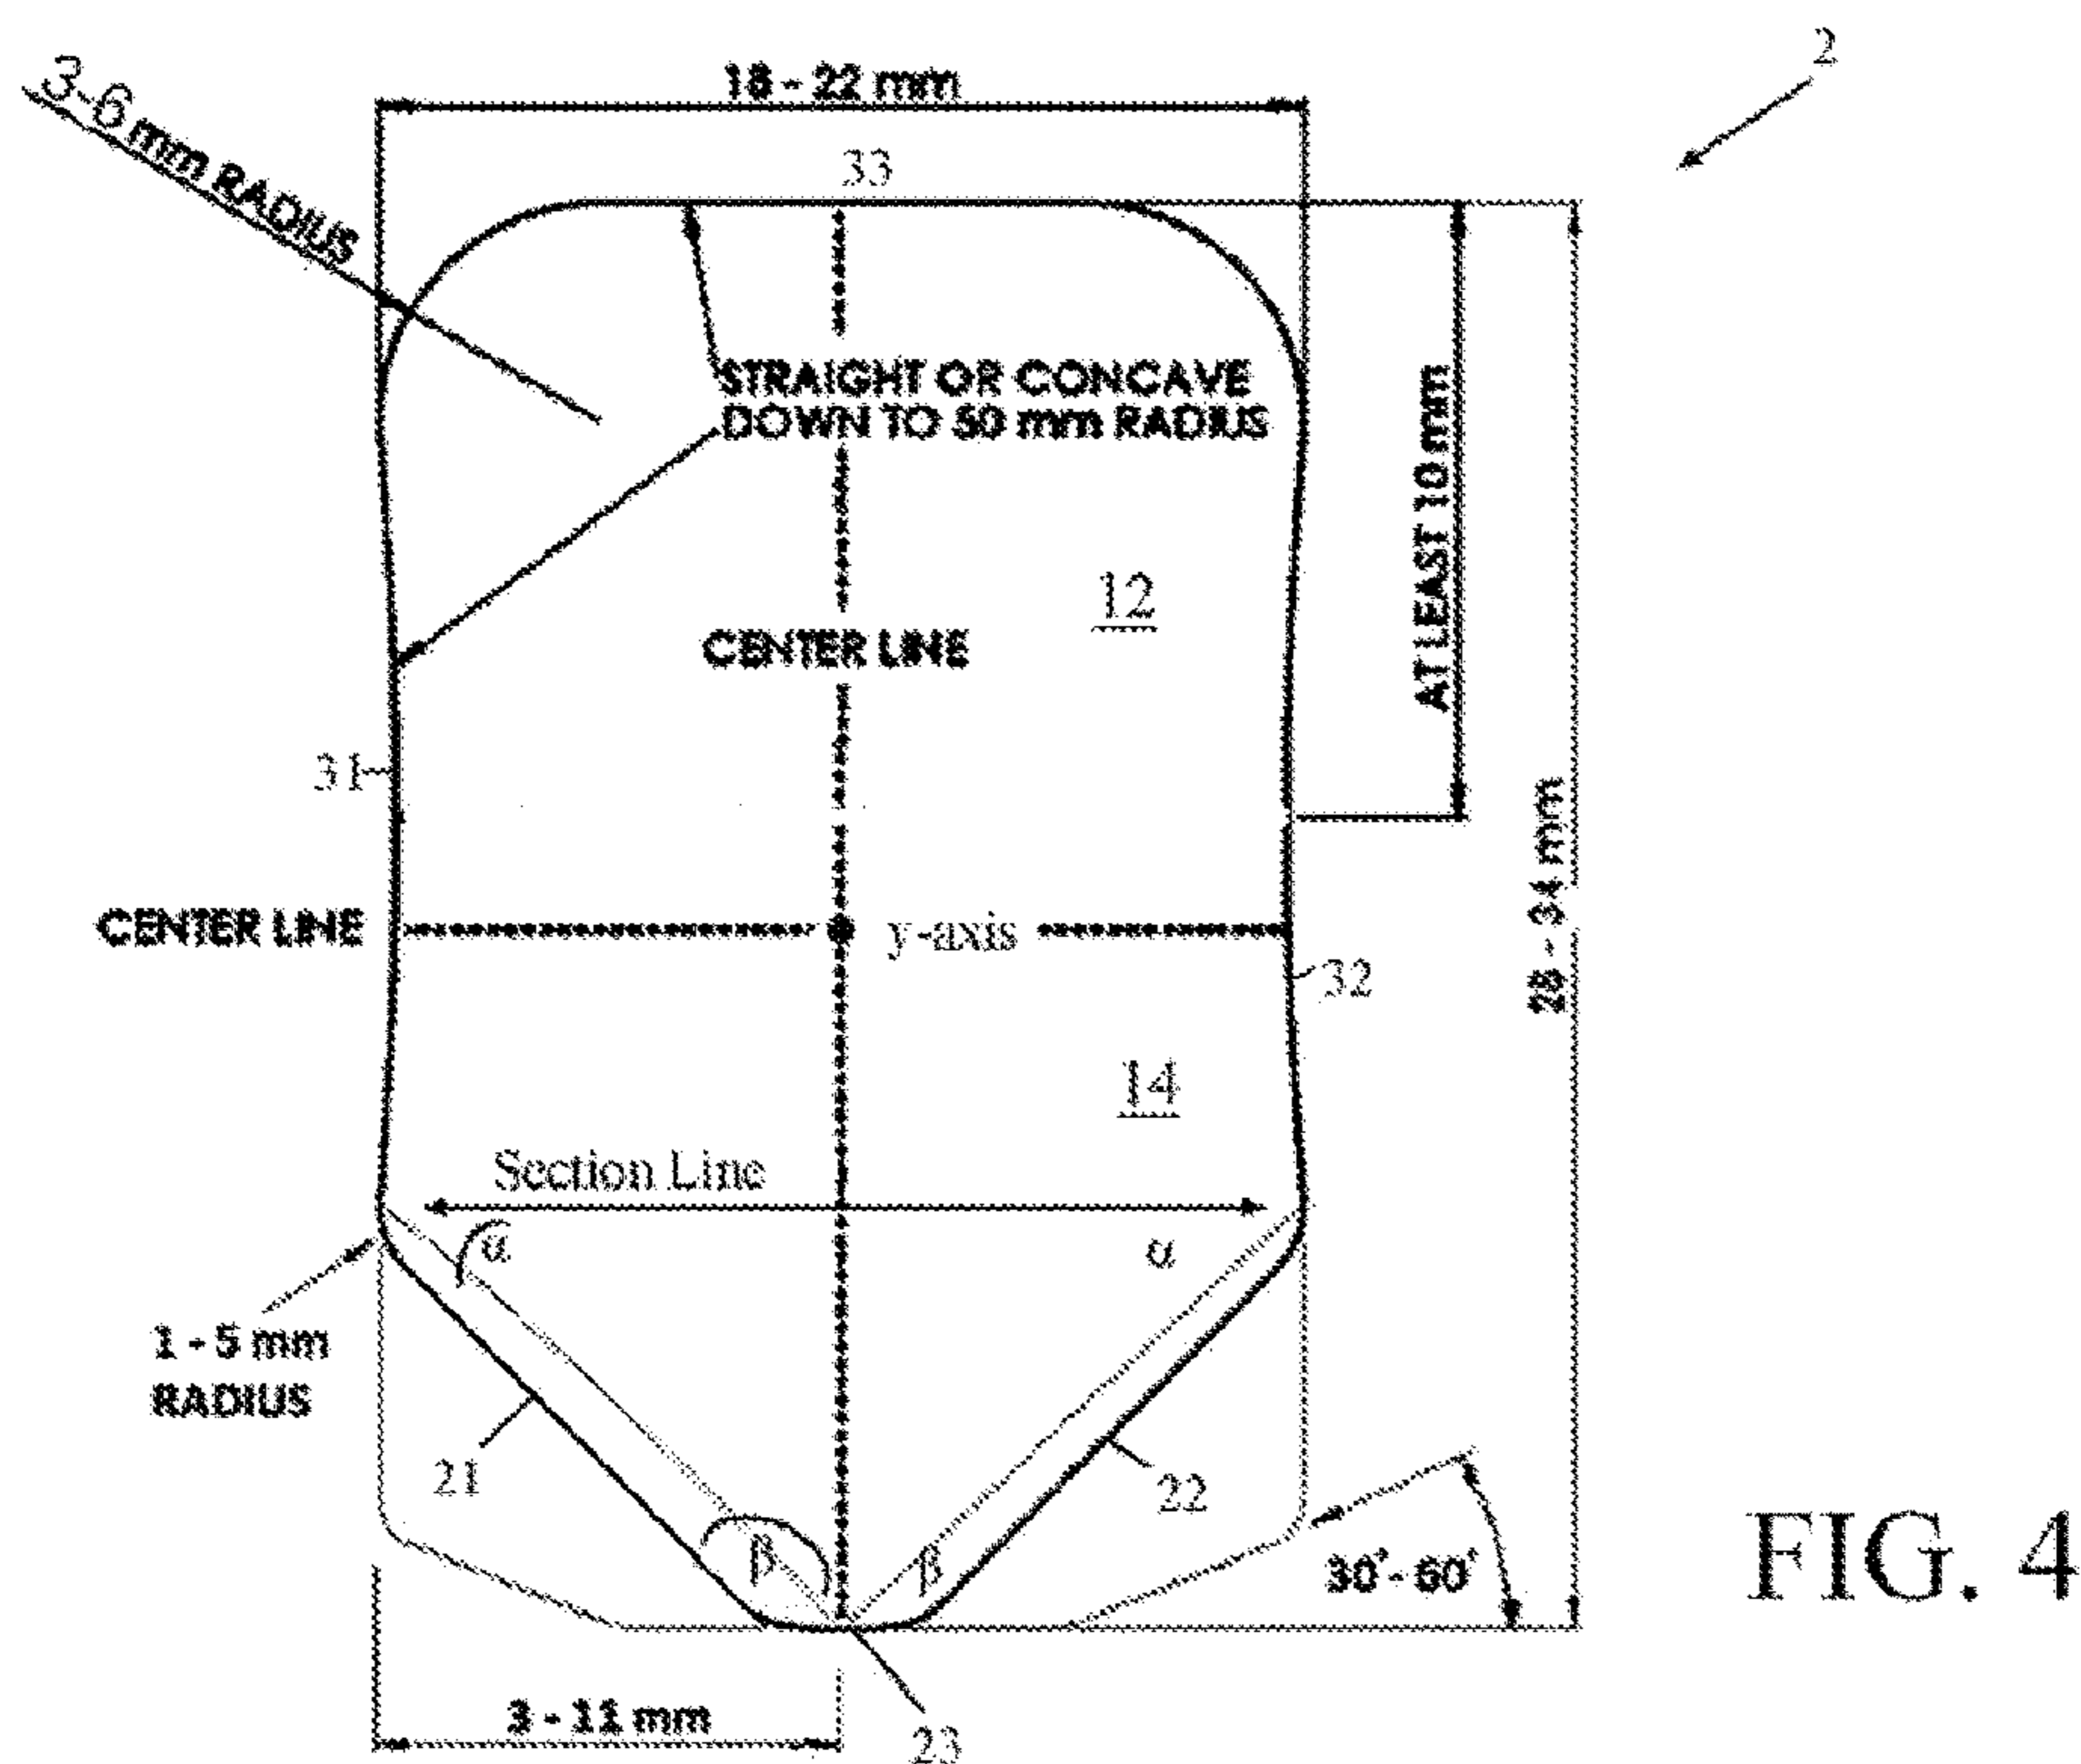 2
18 - 22 mm
3-6 mm RADIUS
33
STRAIGHT OR CONCAVE
DOWN TO 50 mm RADIUS
12
CENTER LINE
AT LEAST 10 mm
31
28 - 34 mm
CENTER LINE
y-axis
32
14
Section Line
α
α
1 - 5 mm
RADIUS
21
22
β
β
30° - 60°
FIG. 4
3 - 11 mm
23